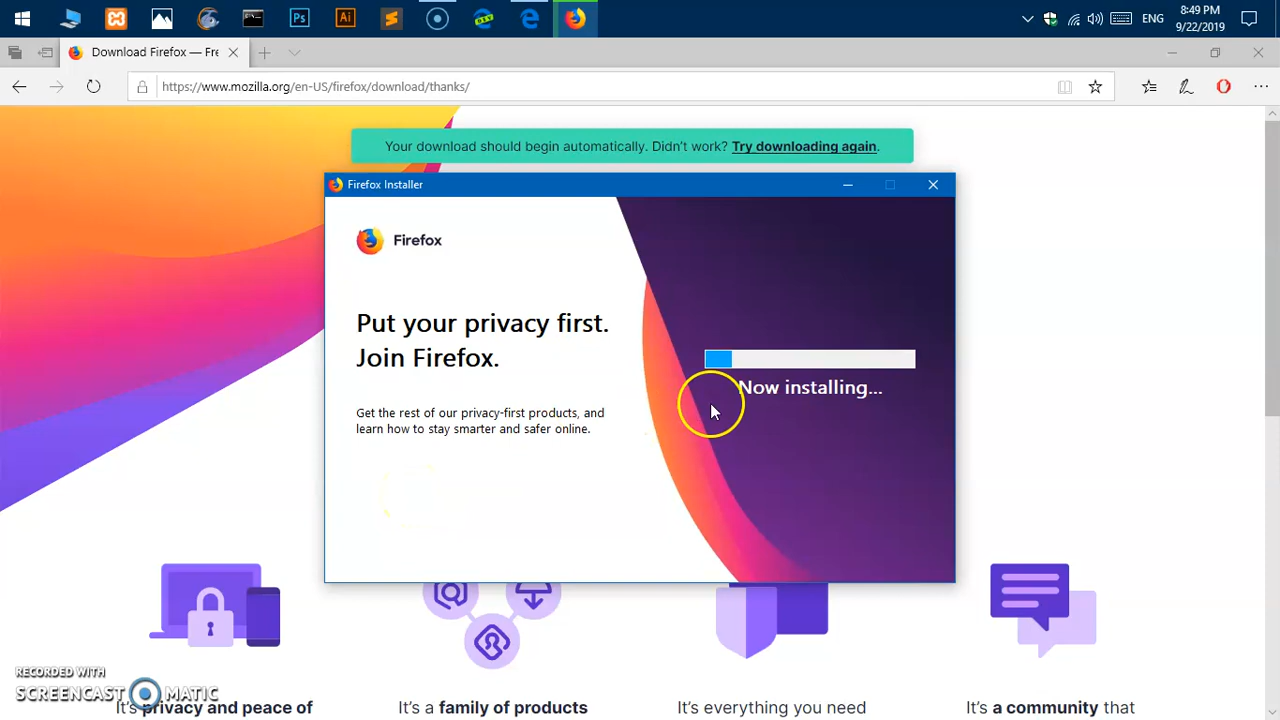 8:49 PM
ENG
9/22/2019
Ps
Ai
Download Firefox — Fre
https://www.mozilla.org/en-US/firefox/download/thanks/
Your download should begin automatically. Didn't work? Try downloading again.
Firefox Installer
Firefox
Put your privacy first.
Join Firefox.
Now installing...
Get the rest of our privacy-first products, and
learn how to stay smarter and safer online.
RECORDED WITH
SCREENCAST MATIC
It's privacy and peace of
It's a family of products
It's everything you need
It's a community that